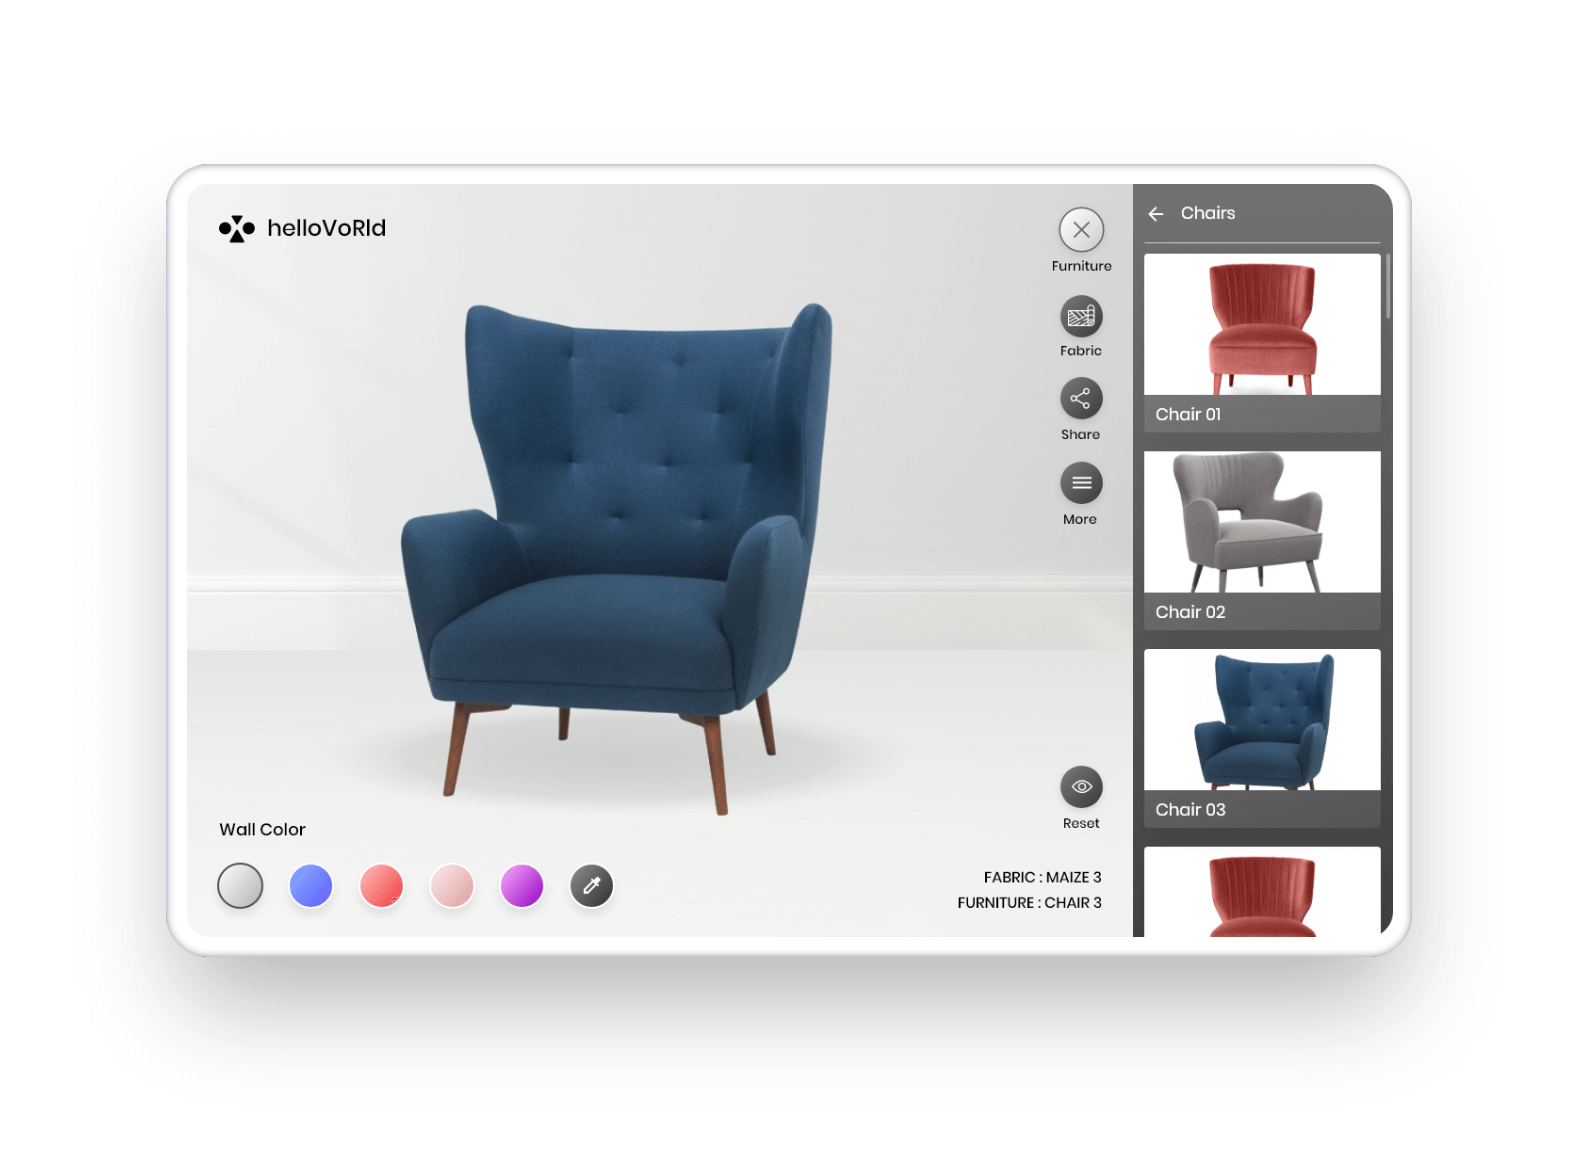 helloVoRld
Furniture
Fabric
Share
More
Reset
Wall Color
FABRIC : MAIZE 3
FURNITURE : CHAIR 3
Chairs
Chair 01
Chair 02
Chair 03